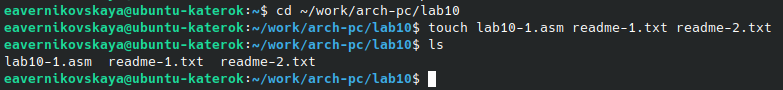 eavernikovskaya@ubuntu-katerok:~$ cd ~/work/arch-pc/lab10
eavernikovskaya@ubuntu-katerok:~/work/arch-pc/lab10$ touch lab10-1.asm readme-1.txt readme-2.txt
eavernikovskaya@ubuntu-katerok:~/work/arch-pc/lab10$ ls
lab10-1.asm  readme-1.txt  readme-2.txt
eavernikovskaya@ubuntu-katerok:~/work/arch-pc/lab10$